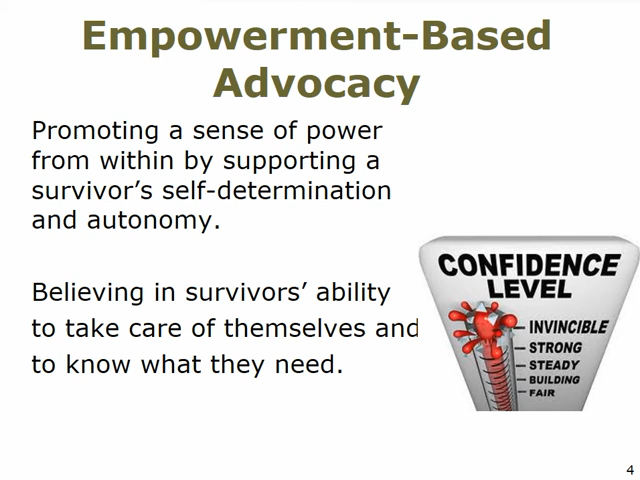 Empowerment-Based
Advocacy
Promoting a sense of power
from within by supporting a
survivor’s self-determination
and autonomy.
Believing in survivors’ ability
to take care of themselves and
to know what they need.
CONFIDENCE
LEVEL
INVINCIBLE
STRONG
STEADY
BUILDING
FAIR
4